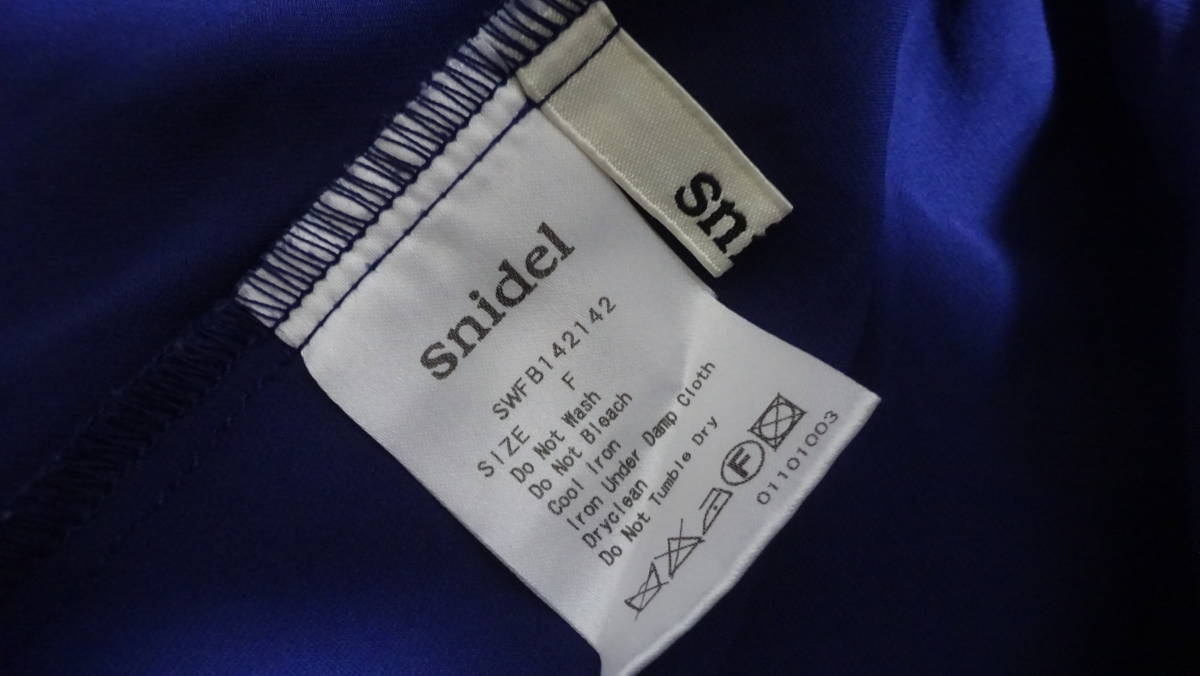 snidel
SWFB142142
SIZE F
Do Not Wash
Do Not Bleach
Cool Iron
Iron Under Damp Cloth
Dryclean
Do Not Tumble Dry
F
01101003
sn